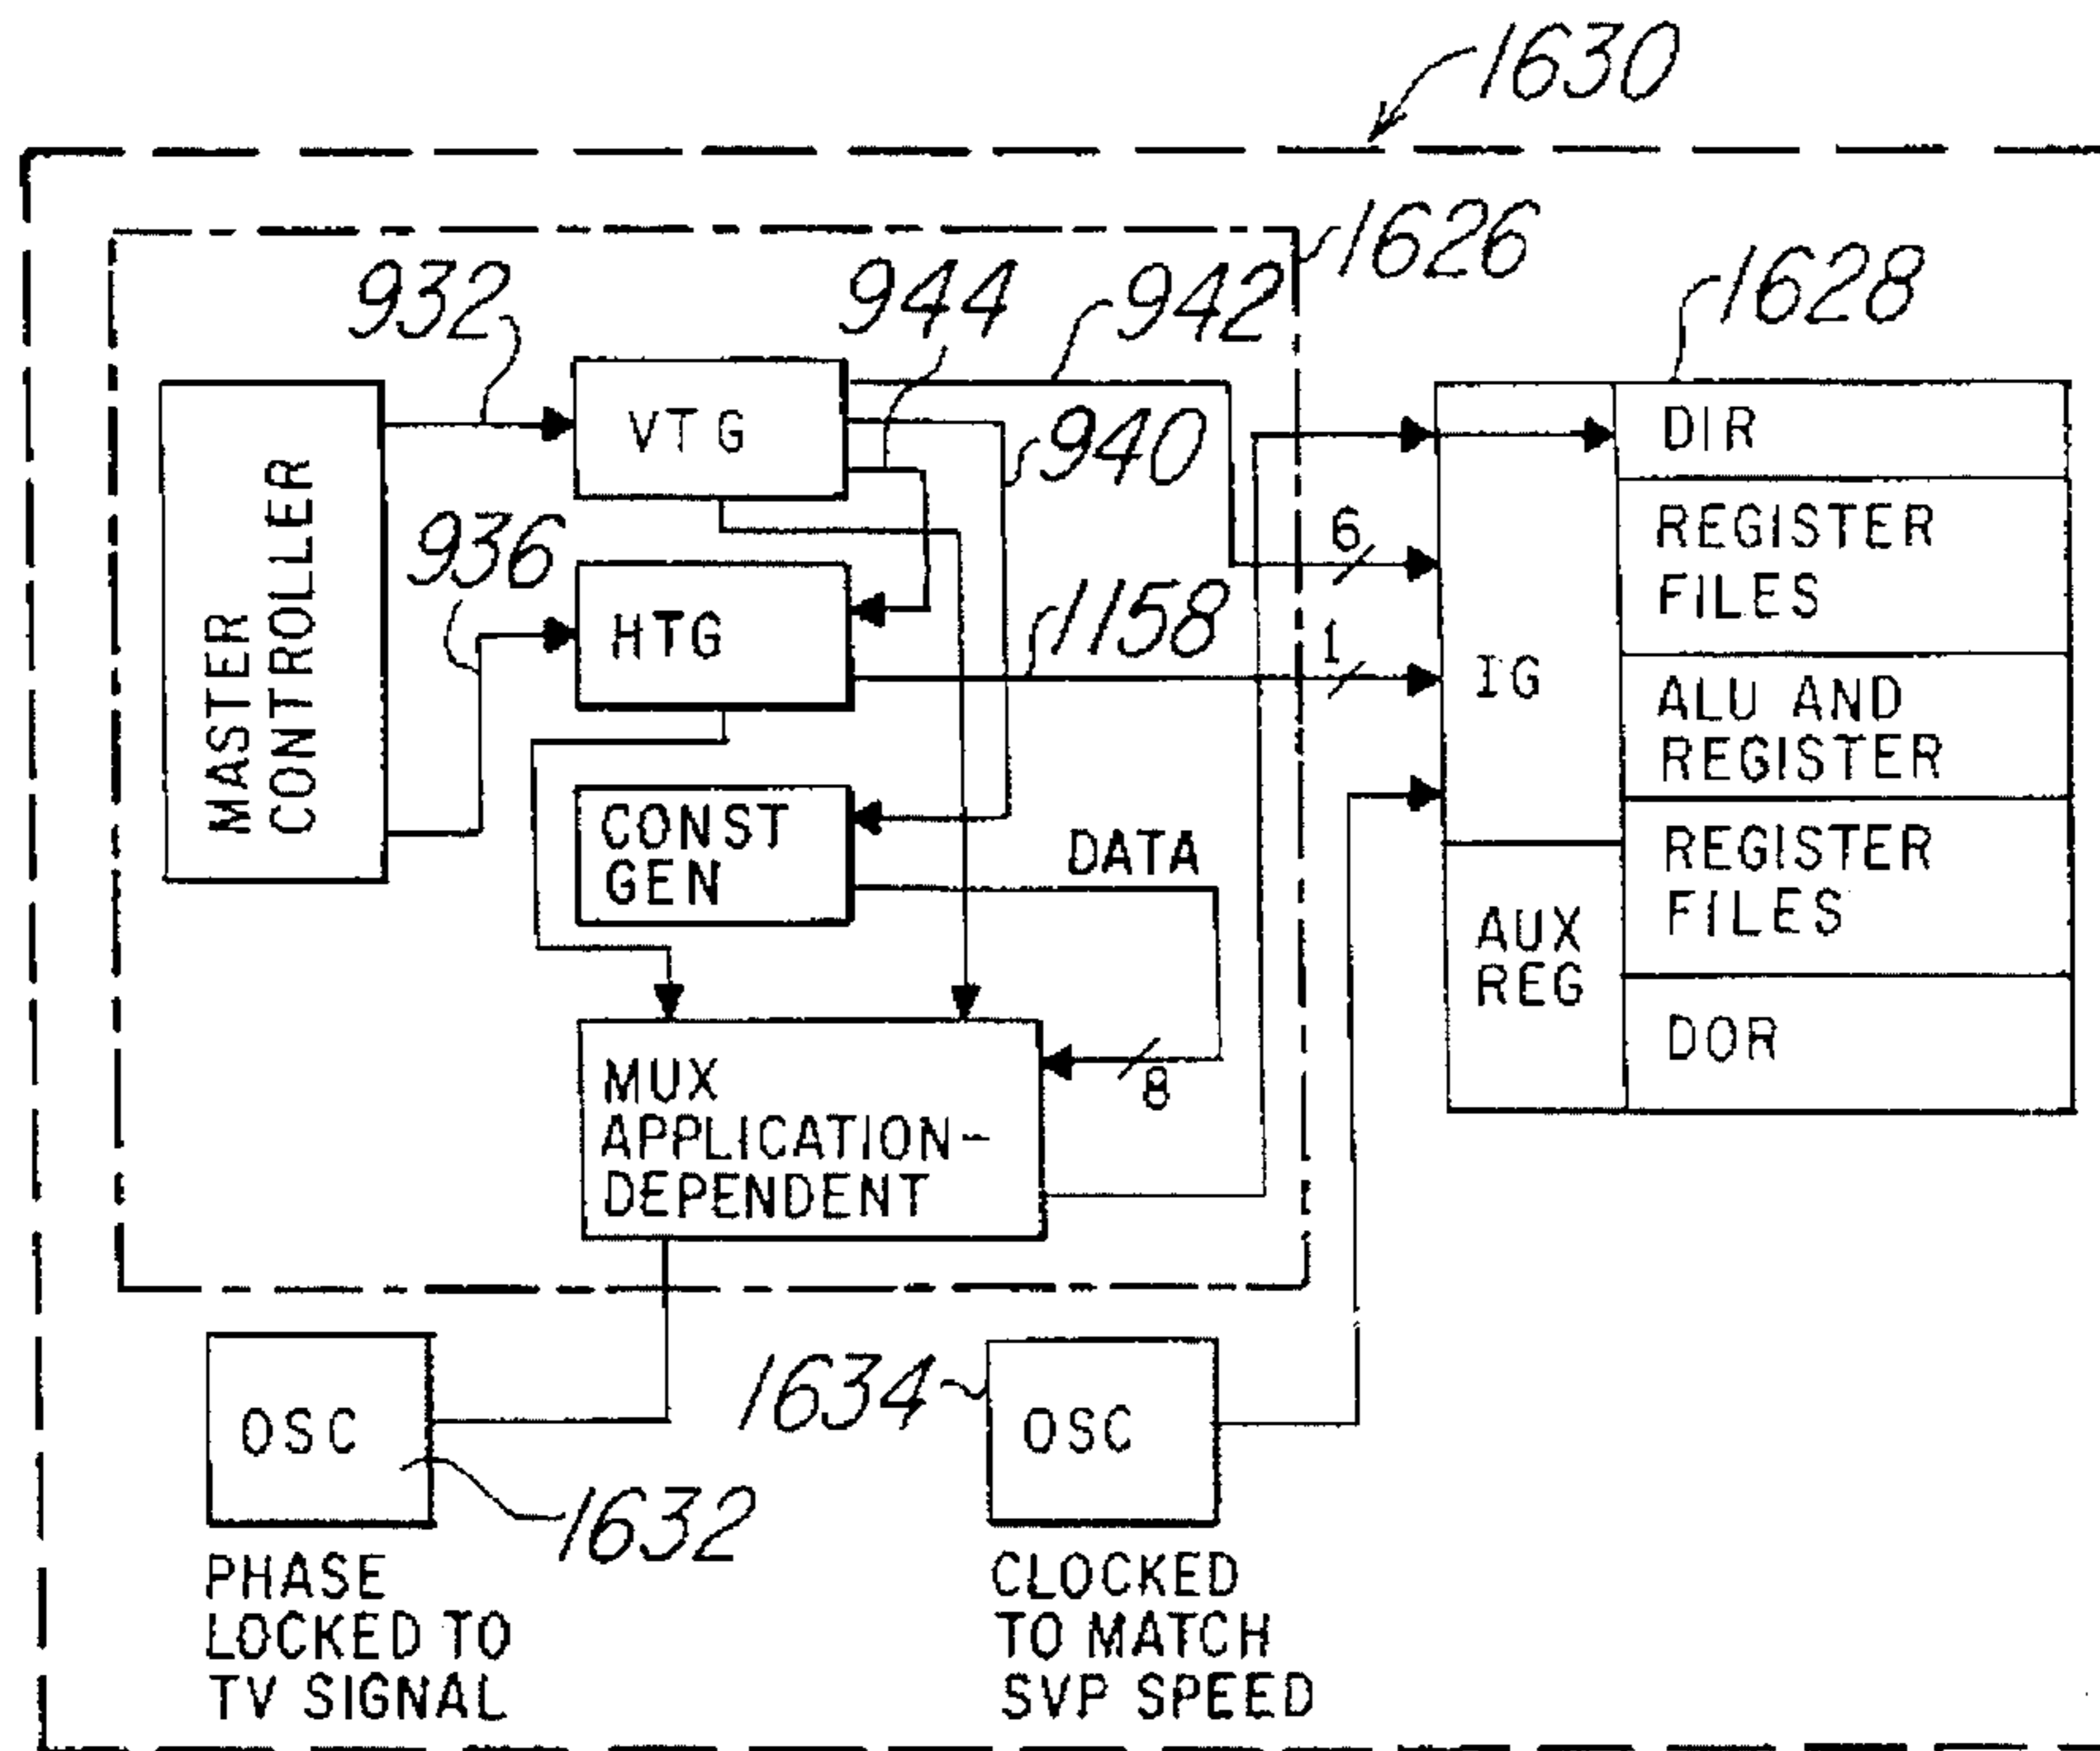 1630
1626
1628
932
944
942
940
936
1158
MASTER
CONTROLLER
VTG
HTG
CONST
GEN
DATA
MUX
APPLICATION-
DEPENDENT
8
6
1
IG
AUX
REG
DIR
REGISTER
FILES
ALU AND
REGISTER
REGISTER
FILES
DOR
OSC
1632
PHASE
LOCKED TO
TV SIGNAL
1634
OSC
CLOCKED
TO MATCH
SVP SPEED